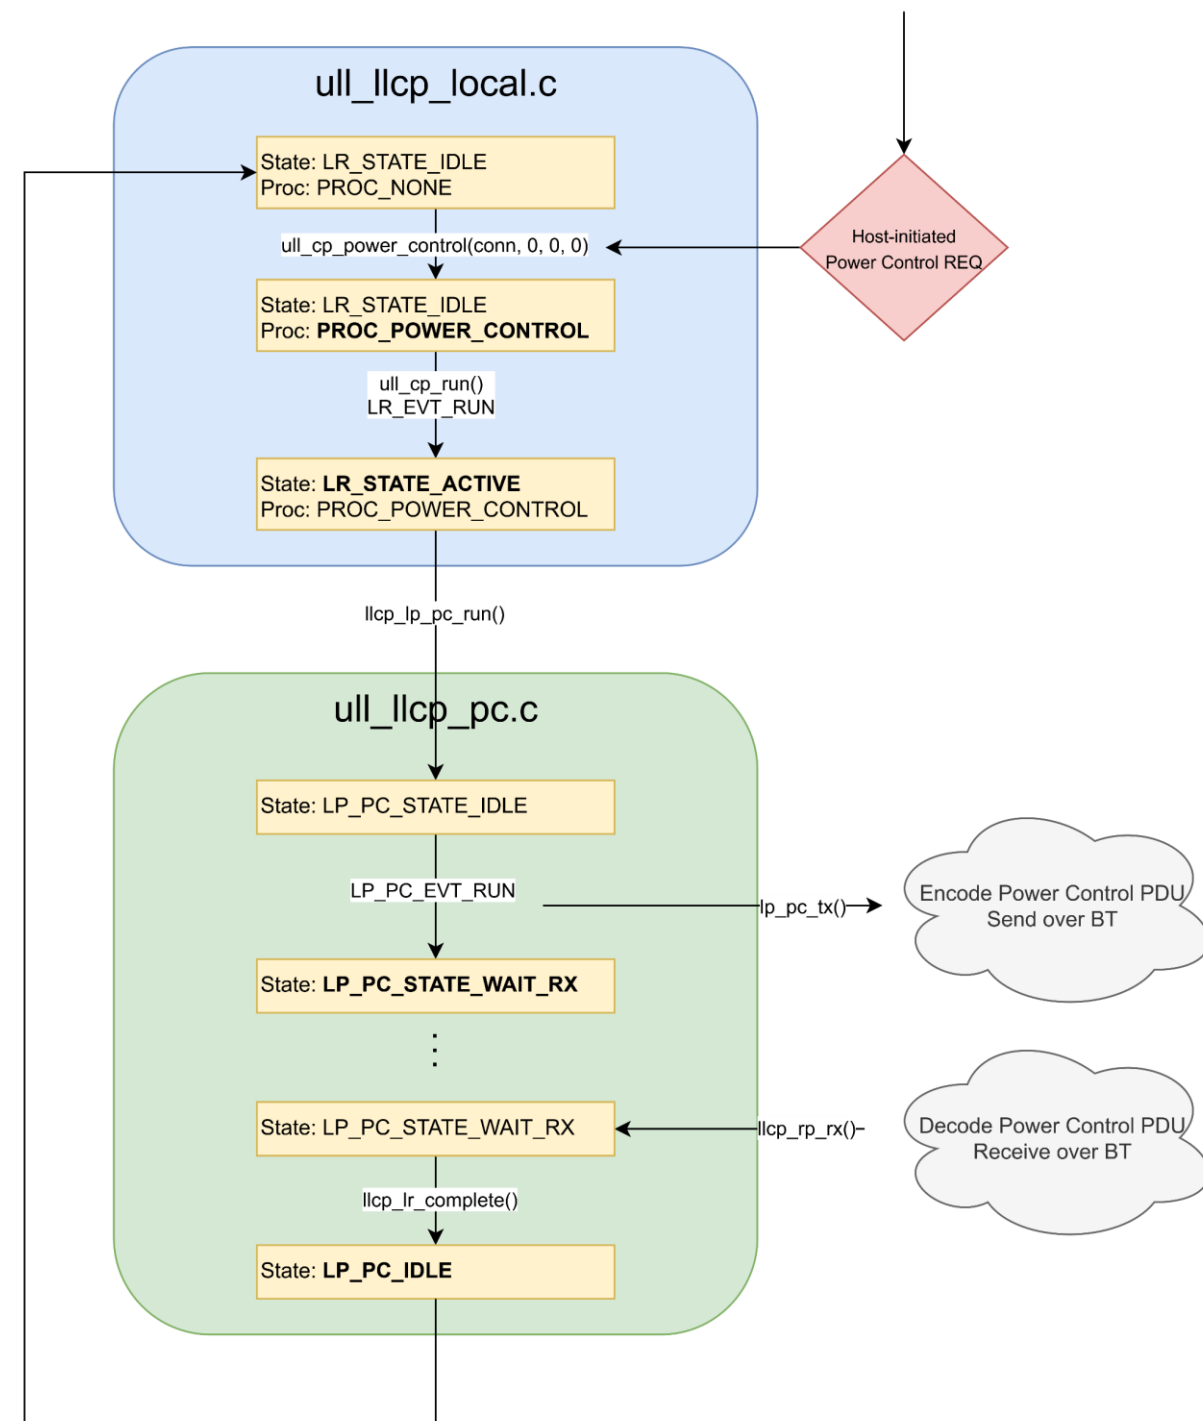 ull_llcp_local.c
State: LR_STATE_IDLE
Proc: PROC_NONE
ull_cp_power_control(conn, 0, 0, 0)
Host-initiated
Power Control REQ
State: LR_STATE_IDLE
Proc: PROC_POWER_CONTROL
ull_cp_run()
LR_EVT_RUN
State: LR_STATE_ACTIVE
Proc: PROC_POWER_CONTROL
llcp_lp_pc_run()
ull_llcp_pc.c
State: LP_PC_STATE_IDLE
LP_PC_EVT_RUN
lp_pc_tx()
Encode Power Control PDU
Send over BT
State: LP_PC_STATE_WAIT_RX
State: LP_PC_STATE_WAIT_RX
llcp_rp_rx()
Decode Power Control PDU
Receive over BT
llcp_lr_complete()
State: LP_PC_IDLE